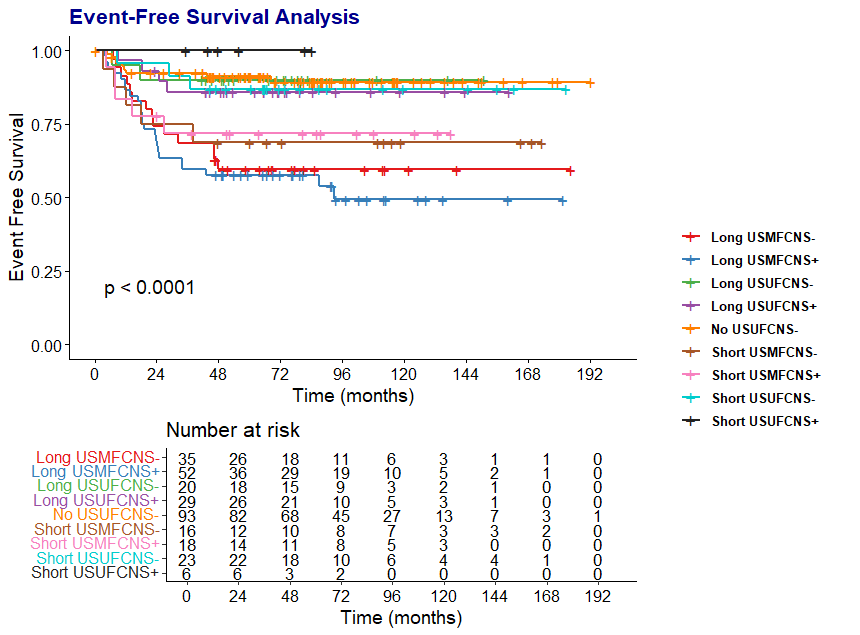 Event-Free Survival Analysis
Event Free Survival
1.00
0.75
0.50
0.25
0.00
p < 0.0001
0 24 48 72 96 120 144 168 192
Time (months)
Long USMFCNS-
Long USMFCNS+
Long USUFCNS-
Long USUFCNS+
No USUFCNS-
Short USMFCNS-
Short USMFCNS+
Short USUFCNS-
Short USUFCNS+
Number at risk
Long USMFCNS- 35 26 18 11 6 3 1 1 0
Long USMFCNS+ 52 36 29 19 10 5 2 1 0
Long USUFCNS- 20 18 15 9 3 2 1 0 0
Long USUFCNS+ 29 26 21 10 5 3 1 0 0
No USUFCNS- 93 82 68 45 27 13 7 3 1
Short USMFCNS- 16 12 10 8 7 3 3 2 0
Short USMFCNS+ 18 14 11 8 5 3 0 0 0
Short USUFCNS- 23 22 18 10 6 4 4 1 0
Short USUFCNS+ 6 6 3 2 0 0 0 0 0
0 24 48 72 96 120 144 168 192
Time (months)